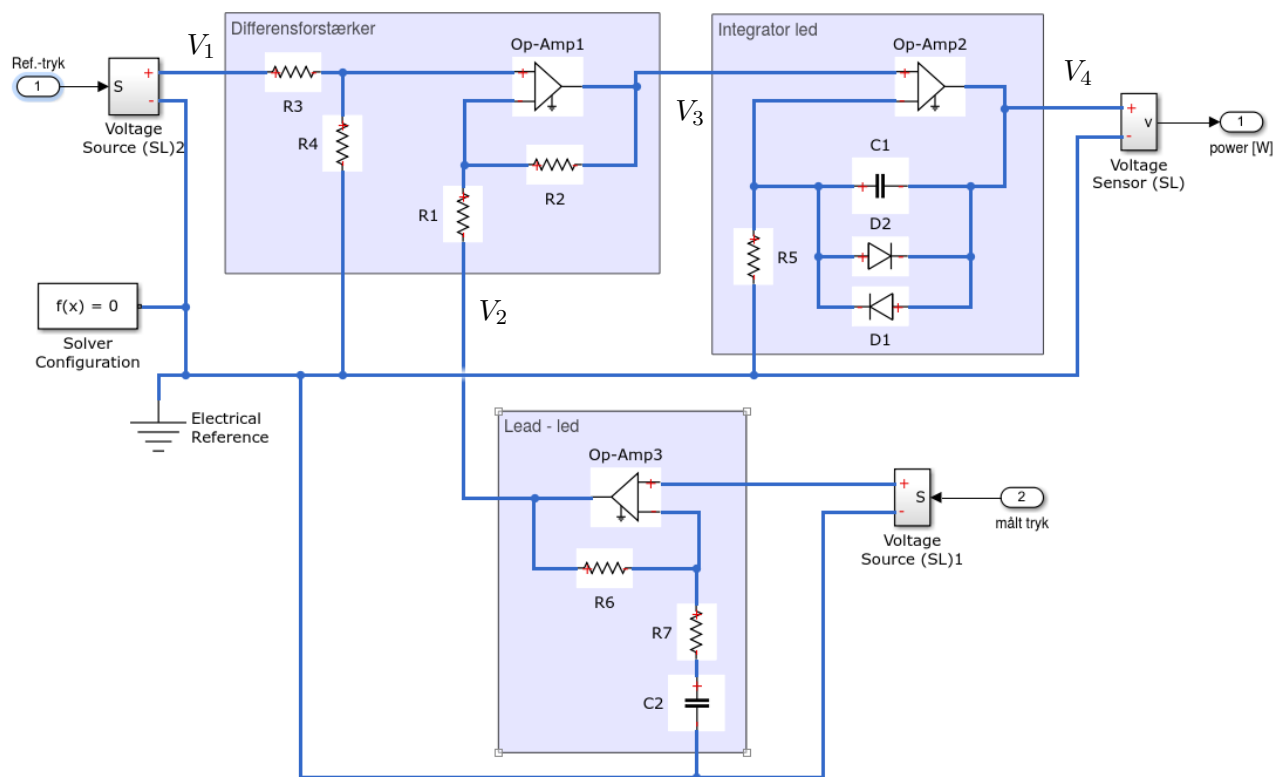 Differensforstærker
Integrator led
V1
Ref.-tryk
1
S
+
-
Voltage
Source (SL)2
R3
R4
Op-Amp1
R2
R1
V3
Op-Amp2
C1
D2
D1
R5
V4
+
-
v
Voltage
Sensor (SL)
1
power [W]
V2
f(x) = 0
Solver
Configuration
Electrical
Reference
Lead - led
Op-Amp3
R6
R7
C2
+
-
S
Voltage
Source (SL)1
2
målt tryk